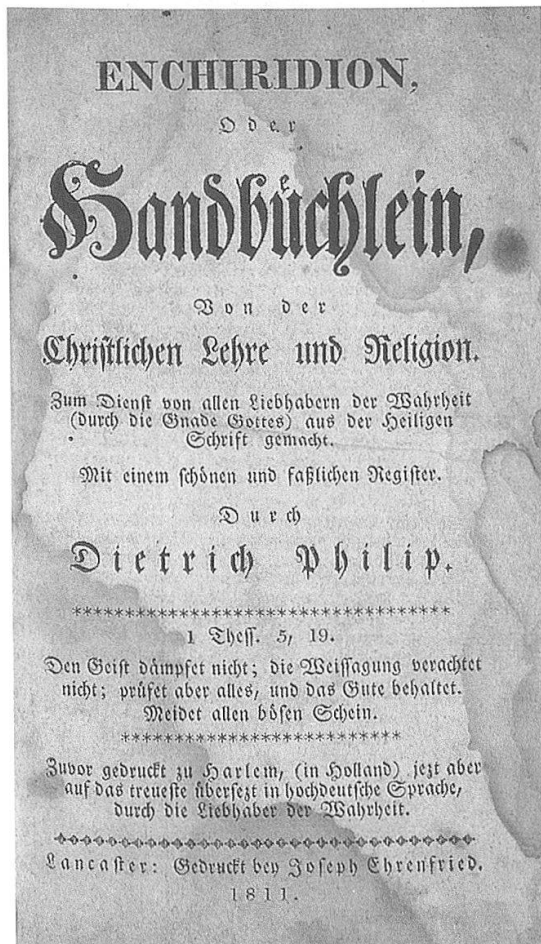 ENCHIRIDION,
Oder
Handbuͤchlein,
Von der
Christlichen Lehre und Religion.
Zum Dienst von allen Liebhabern der Wahrheit
(durch die Gnade Gottes) aus der Heiligen
Schrift gemacht.
Mit einem schönen und faßlichen Register.
Durch
Dietrich Philip.
***********************************
1 Thess. 5, 19.
Den Geist dämpfet nicht; die Weissagung verachtet
nicht; prüfet aber alles, und das Gute behaltet.
Meidet allen bösen Schein.
**************************
Zuvor gedruckt zu Harlem, (in Holland) jezt aber
auf das treueste übersezt in hochdeutsche Sprache,
durch die Liebhaber der Wahrheit.
Lancaster: Gedruckt bey Joseph Ehrenfried.
1811.